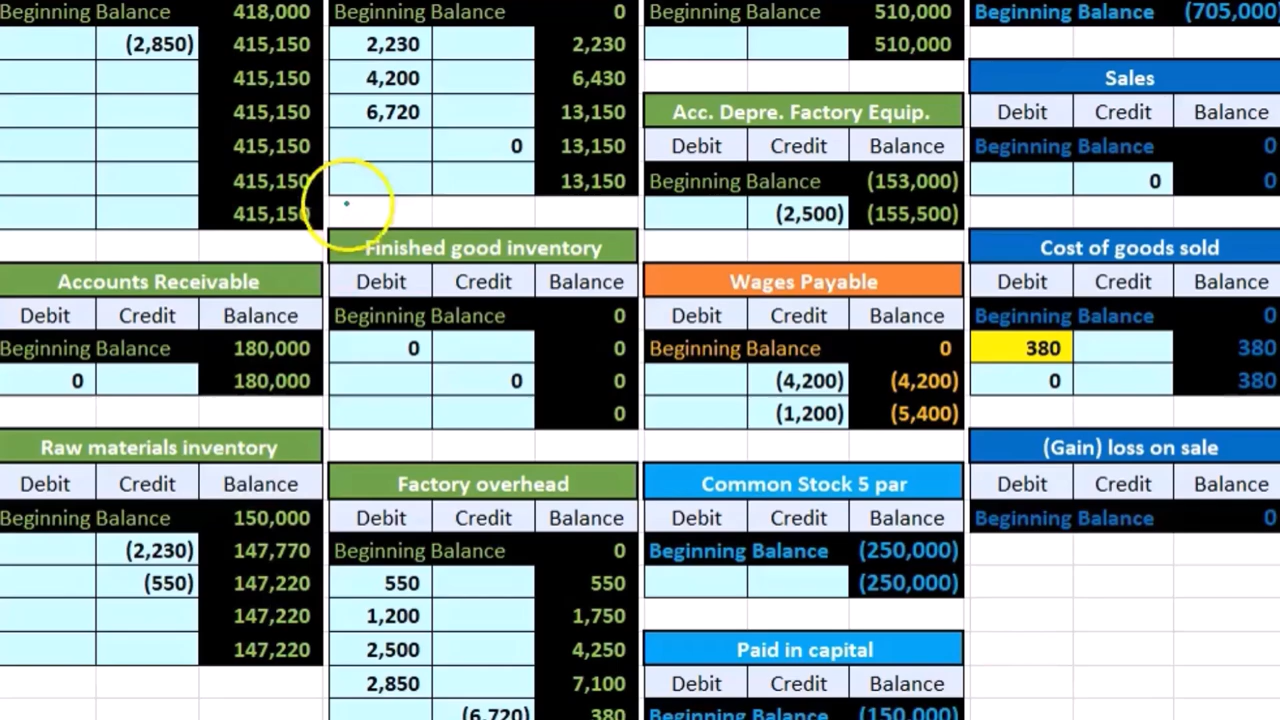 418,000
(2,850) 415,150
415,150
415,150
415,150
415,150
415,150
Accounts Receivable
Debit Credit Balance
Beginning Balance 180,000
0 180,000
Raw materials inventory
Debit Credit Balance
Beginning Balance 150,000
(2,230) 147,770
(550) 147,220
147,220
147,220
Beginning Balance 0
2,230 2,230
4,200 6,430
6,720 13,150
0 13,150
13,150
Finished good inventory
Debit Credit Balance
Beginning Balance 0
0 0
0 0
0
Factory overhead
Debit Credit Balance
Beginning Balance 0
550 550
1,200 1,750
2,500 4,250
2,850 7,100
(6,720) 380
Beginning Balance 510,000
510,000
Acc. Depre. Factory Equip.
Debit Credit Balance
Beginning Balance (153,000)
(2,500) (155,500)
Wages Payable
Debit Credit Balance
Beginning Balance 0
(4,200) (4,200)
(1,200) (5,400)
Common Stock 5 par
Debit Credit Balance
Beginning Balance (250,000)
(250,000)
Paid in capital
Debit Credit Balance
Beginning Balance (150,000)
Beginning Balance (705,000)
Sales
Debit Credit Balance
Beginning Balance 0
0 0
Cost of goods sold
Debit Credit Balance
Beginning Balance 0
380 380
0 380
(Gain) loss on sale
Debit Credit Balance
Beginning Balance 0